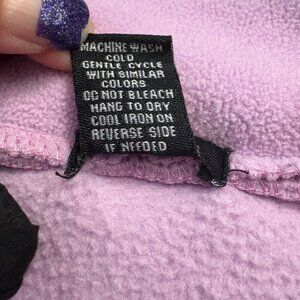 MACHINE WASH
COLD
GENTLE CYCLE
WITH SIMILAR
COLORS
DO NOT BLEACH
HANG TO DRY
COOL IRON ON
REVERSE SIDE
IF NEEDED